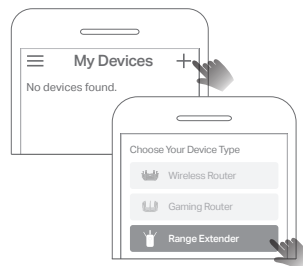 My Devices
No devices found.
Choose Your Device Type
Wireless Router
Gaming Router
Range Extender